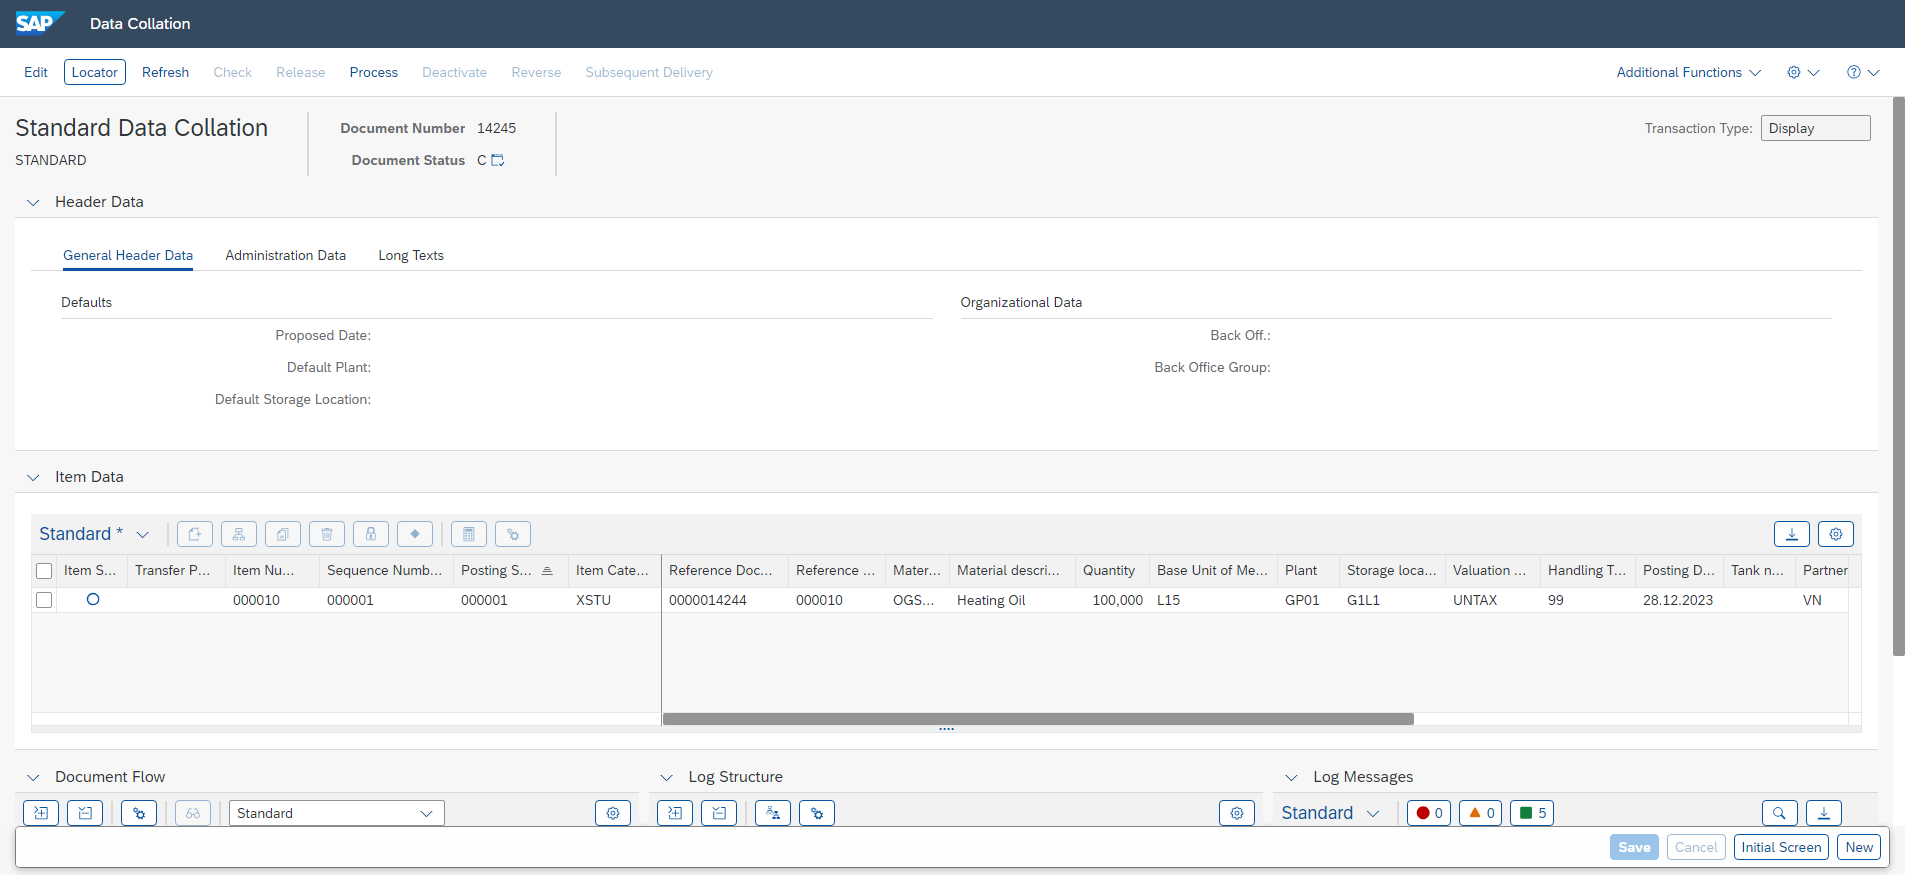 SAP Data Collation
Edit Locator Refresh Check Release Process Deactivate Reverse Subsequent Delivery Additional Functions
Standard Data Collation
STANDARD
Document Number 14245
Document Status C
Transaction Type: Display
Header Data
General Header Data Administration Data Long Texts
Defaults
Proposed Date:
Default Plant:
Default Storage Location:
Organizational Data
Back Off.:
Back Office Group:
Item Data
Standard *
Item S... Transfer P... Item Nu... Sequence Numb... Posting S... Item Cate... Reference Doc... Reference ... Mater... Material descri... Quantity Base Unit of Me... Plant Storage loca... Valuation ... Handling T... Posting D... Tank n... Partner
000010 000001 000001 XSTU 0000014244 000010 OGS... Heating Oil 100,000 L15 GP01 G1L1 UNTAX 99 28.12.2023 VN
Document Flow
Standard
Log Structure
Log Messages
Standard 0 0 5
Save Cancel Initial Screen New